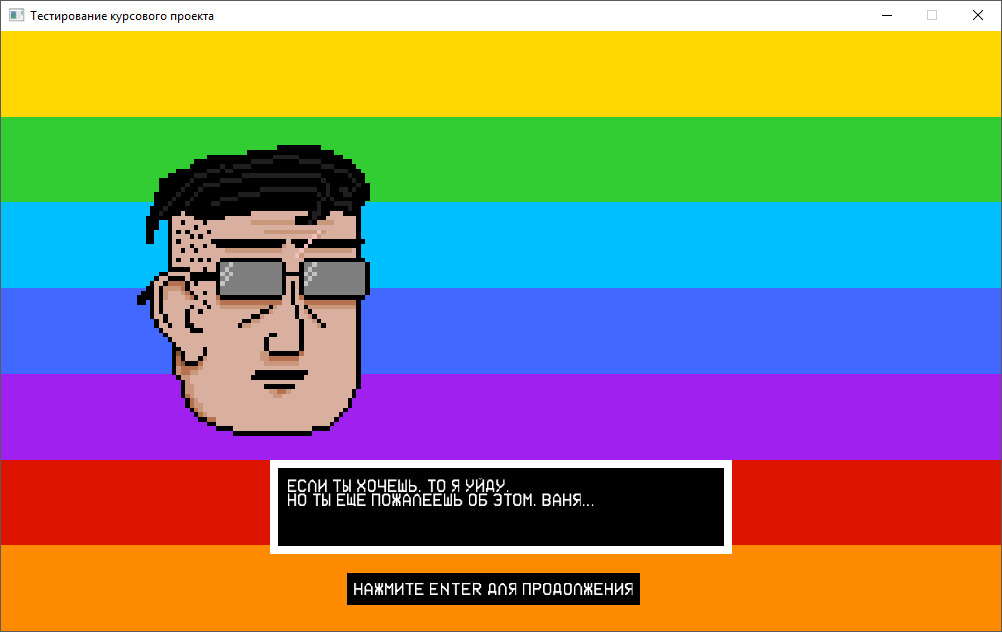 Тестирование курсового проекта
ЕСЛИ ТЫ ХОЧЕШЬ, ТО Я УЙДУ.
НО ТЫ ЕЩЕ ПОЖАЛЕЕШЬ ОБ ЭТОМ, ВАНЯ...
НАЖМИТЕ ENTER ДЛЯ ПРОДОЛЖЕНИЯ